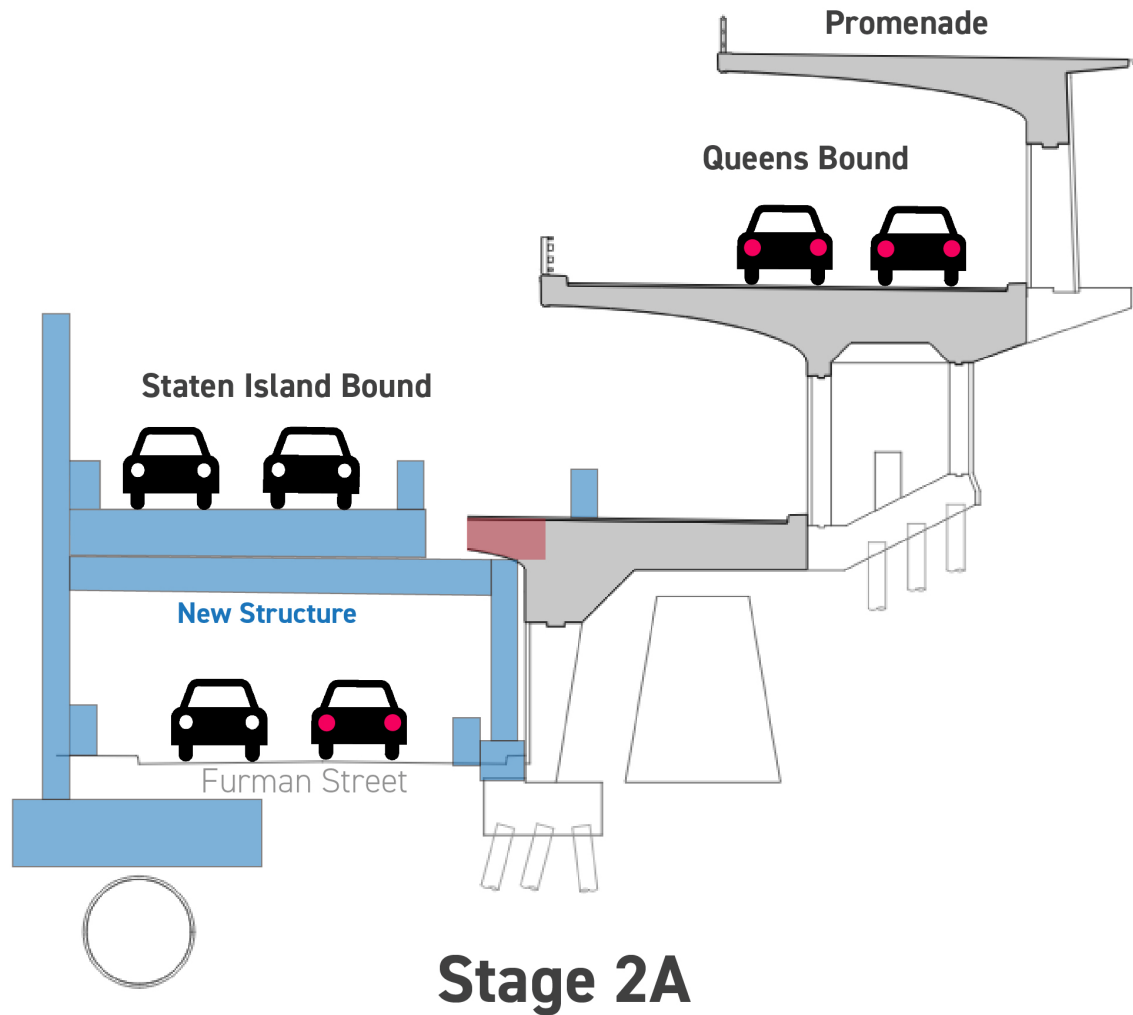 Promenade
Queens Bound
Staten Island Bound
New Structure
Furman Street
Stage 2A